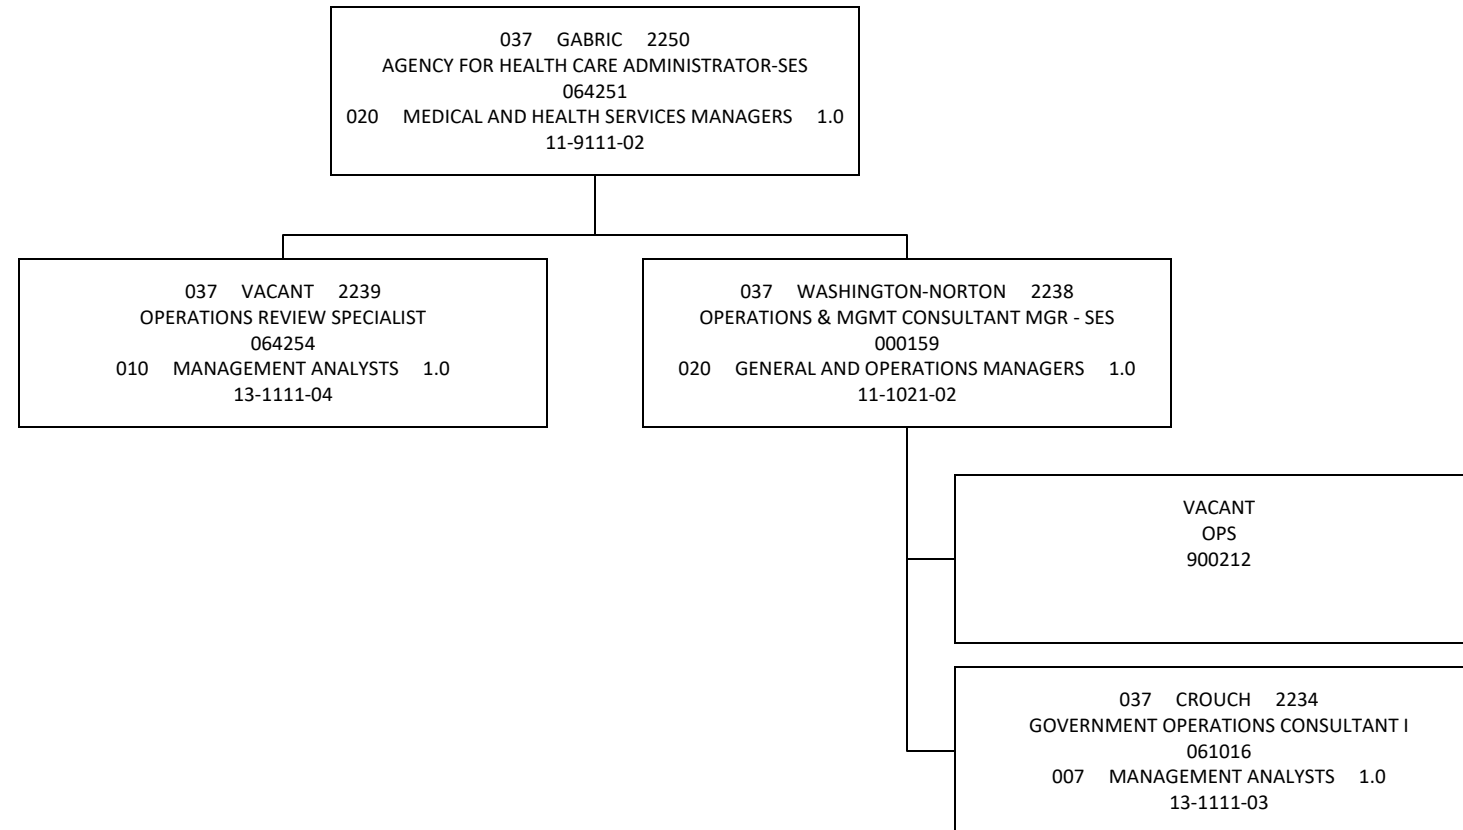 037 GABRIC 2250
AGENCY FOR HEALTH CARE ADMINISTRATOR-SES
064251
020 MEDICAL AND HEALTH SERVICES MANAGERS 1.0
11-9111-02
037 VACANT 2239
OPERATIONS REVIEW SPECIALIST
064254
010 MANAGEMENT ANALYSTS 1.0
13-1111-04
037 WASHINGTON-NORTON 2238
OPERATIONS & MGMT CONSULTANT MGR - SES
000159
020 GENERAL AND OPERATIONS MANAGERS 1.0
11-1021-02
VACANT
OPS
900212
037 CROUCH 2234
GOVERNMENT OPERATIONS CONSULTANT I
061016
007 MANAGEMENT ANALYSTS 1.0
13-1111-03